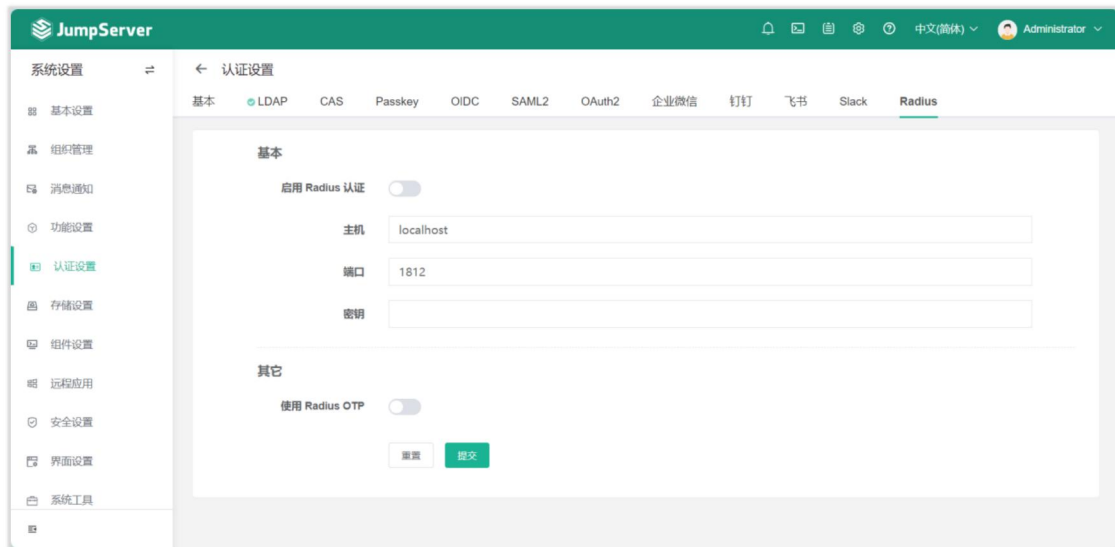 JumpServer
中文(简体)
Administrator
系统设置
认证设置
基本 LDAP CAS Passkey OIDC SAML2 OAuth2 企业微信 钉钉 飞书 Slack Radius
基本设置
组织管理
消息通知
功能设置
认证设置
存储设置
组件设置
远程应用
安全设置
界面设置
系统工具
基本
启用 Radius 认证
主机 localhost
端口 1812
密钥
其它
使用 Radius OTP
重置 提交